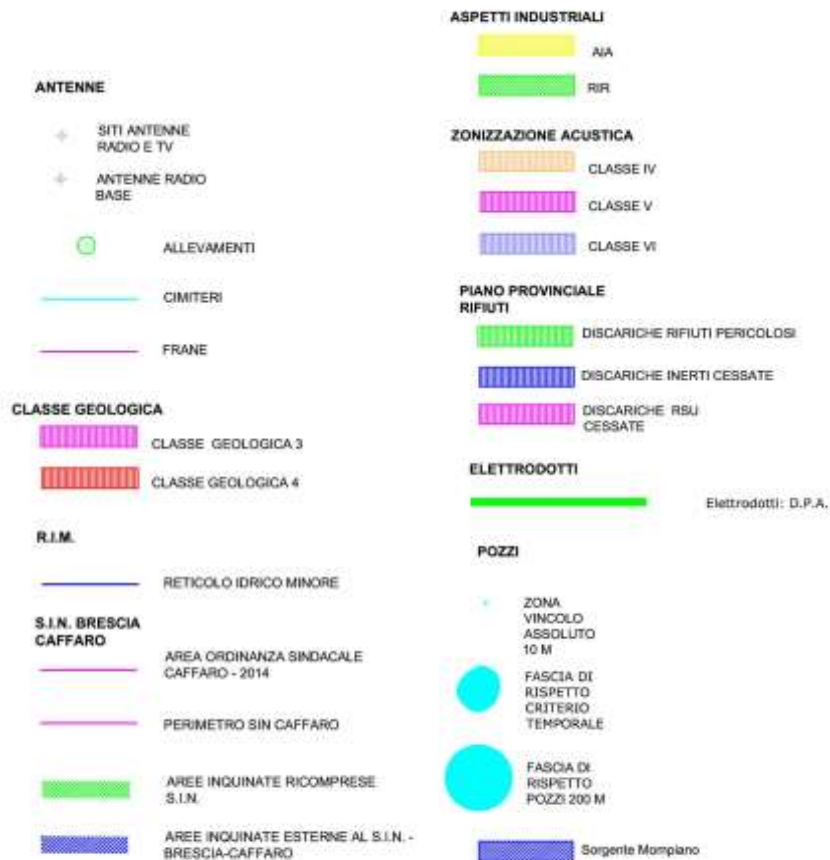 ANTENNE
SITI ANTENNE
RADIO E TV
ANTENNE RADIO
BASE
ALLEVAMENTI
CIMITERI
FRANE
CLASSE GEOLOGICA
CLASSE GEOLOGICA 3
CLASSE GEOLOGICA 4
R.I.M.
RETICOLO IDRICO MINORE
S.I.N. BRESCIA
CAFFARO
AREA ORDINANZA SINDACALE
CAFFARO - 2014
PERIMETRO SIN CAFFARO
AREE INQUINATE RICOMPRESE
S.I.N.
AREE INQUINATE ESTERNE AL S.I.N. -
BRESCIA-CAFFARO
ASPETTI INDUSTRIALI
AIA
RIR
ZONIZZAZIONE ACUSTICA
CLASSE IV
CLASSE V
CLASSE VI
PIANO PROVINCIALE
RIFIUTI
DISCARICHE RIFIUTI PERICOLOSI
DISCARICHE INERTI CESSATE
DISCARICHE RSU
CESSATE
ELETTRODOTTI
Elettrodotti: D.P.A.
POZZI
ZONA
VINCOLO
ASSOLUTO
10 M
FASCIA DI
RISPETTO
CRITERIO
TEMPORALE
FASCIA DI
RISPETTO
POZZI 200 M
Sorgente Mompiano